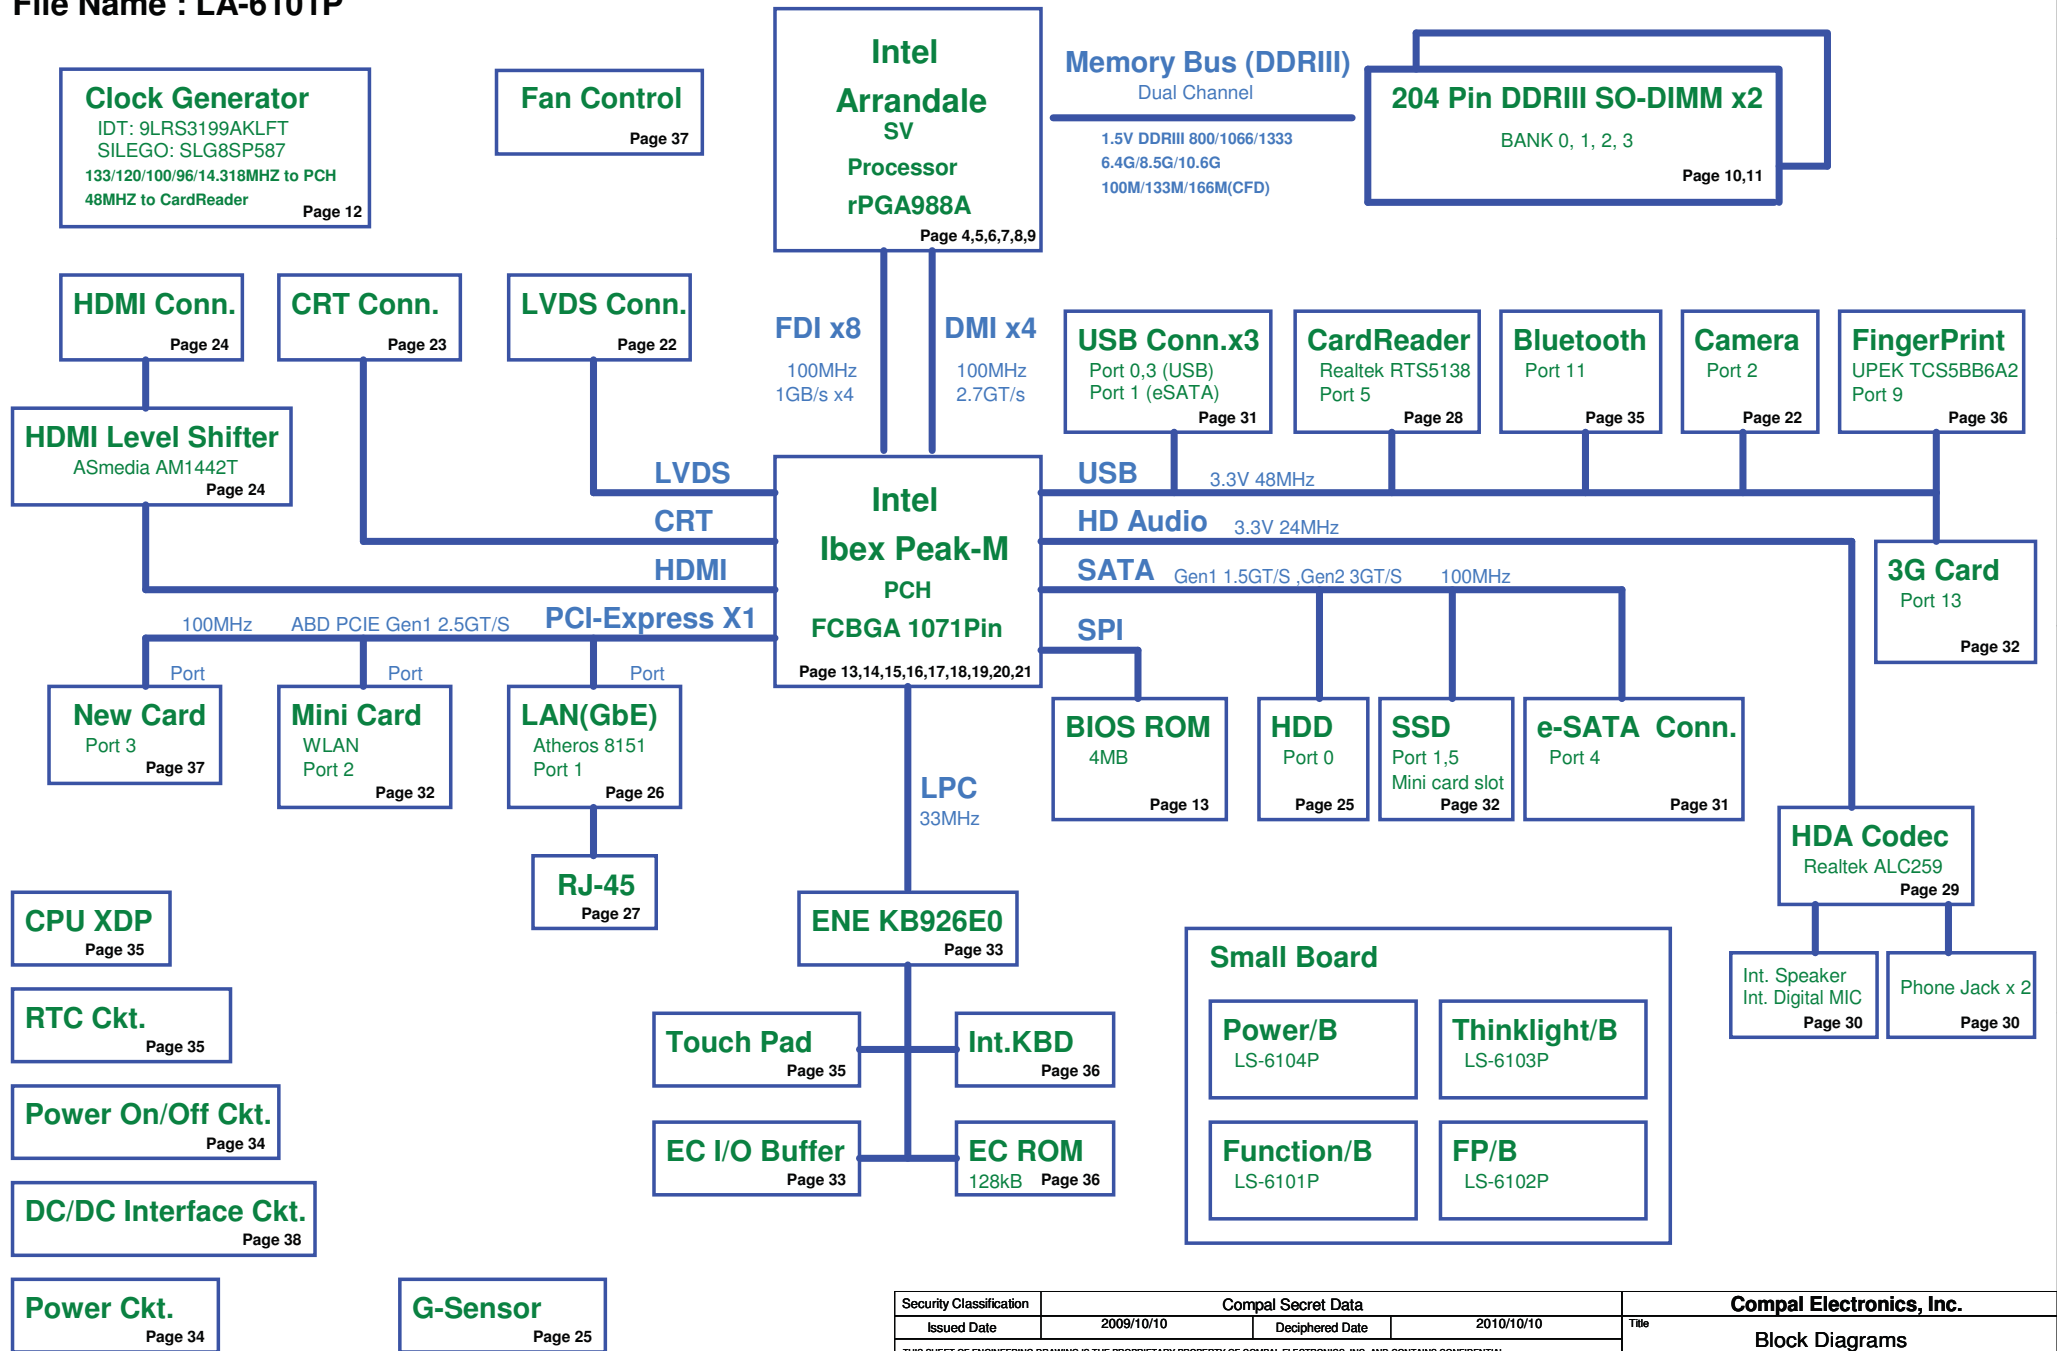 File Name : LA-6101P
Clock Generator
IDT: 9LRS3199AKLFT
SILEGO: SLG8SP587
133/120/100/96/14.318MHZ to PCH
48MHZ to CardReader
Page 12
Fan Control
Page 37
Intel
Arrandale
SV
Processor
rPGA988A
Page 4,5,6,7,8,9
Memory Bus (DDRIII)
Dual Channel
1.5V DDRIII 800/1066/1333
6.4G/8.5G/10.6G
100M/133M/166M(CFD)
204 Pin DDRIII SO-DIMM x2
BANK 0, 1, 2, 3
Page 10,11
HDMI Conn.
Page 24
CRT Conn.
Page 23
LVDS Conn.
Page 22
FDI x8
100MHz
1GB/s x4
DMI x4
100MHz
2.7GT/s
USB Conn.x3
Port 0,3 (USB)
Port 1 (eSATA)
Page 31
CardReader
Realtek RTS5138
Port 5
Page 28
Bluetooth
Port 11
Page 35
Camera
Port 2
Page 22
FingerPrint
UPEK TCS5BB6A2
Port 9
Page 36
HDMI Level Shifter
ASmedia AM1442T
Page 24
LVDS
CRT
HDMI
PCI-Express X1
100MHz
ABD PCIE Gen1 2.5GT/S
Intel
Ibex Peak-M
PCH
FCBGA 1071Pin
Page 13,14,15,16,17,18,19,20,21
USB
3.3V 48MHz
HD Audio
3.3V 24MHz
SATA
Gen1 1.5GT/S ,Gen2 3GT/S
100MHz
SPI
3G Card
Port 13
Page 32
Port
Port
Port
New Card
Port 3
Page 37
Mini Card
WLAN
Port 2
Page 32
LAN(GbE)
Atheros 8151
Port 1
Page 26
RJ-45
Page 27
LPC
33MHz
BIOS ROM
4MB
Page 13
HDD
Port 0
Page 25
SSD
Port 1,5
Mini card slot
Page 32
e-SATA Conn.
Port 4
Page 31
HDA Codec
Realtek ALC259
Page 29
Int. Speaker
Int. Digital MIC
Page 30
Phone Jack x 2
Page 30
CPU XDP
Page 35
RTC Ckt.
Page 35
Power On/Off Ckt.
Page 34
DC/DC Interface Ckt.
Page 38
Power Ckt.
Page 34
G-Sensor
Page 25
ENE KB926E0
Page 33
Touch Pad
Page 35
Int.KBD
Page 36
EC I/O Buffer
Page 33
EC ROM
128kB Page 36
Small Board
Power/B
LS-6104P
Thinklight/B
LS-6103P
Function/B
LS-6101P
FP/B
LS-6102P
Security Classification
Compal Secret Data
Issued Date
2009/10/10
Deciphered Date
2010/10/10
THIS SHEET OF ENGINEERING DRAWING IS THE PROPRIETARY PROPERTY OF COMPAL ELECTRONICS, INC. AND CONTAINS CONFIDENTIAL
Compal Electronics, Inc.
Title
Block Diagrams